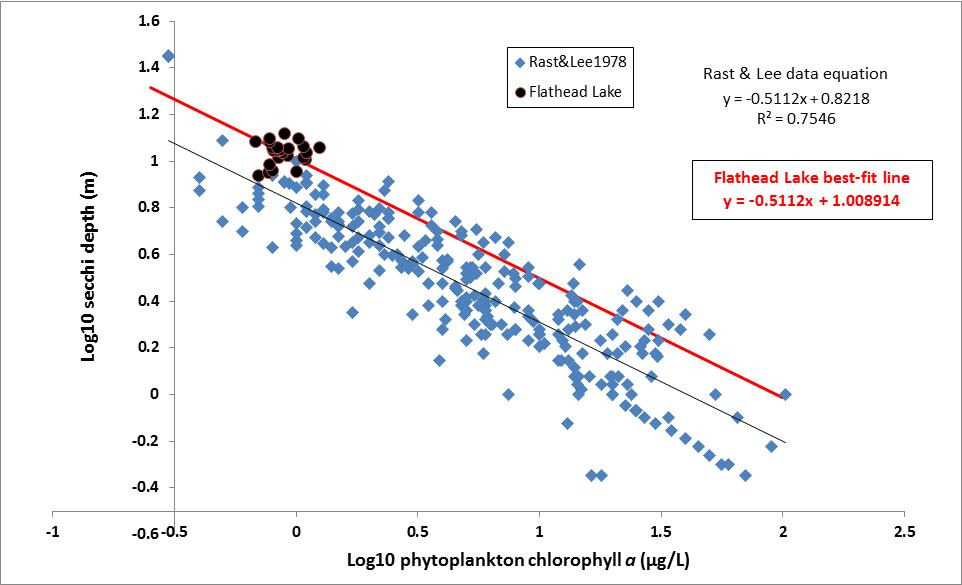 1.6
1.4
1.2
1
0.8
0.6
0.4
0.2
0
-0.2
-0.4
-0.6
Log10 secchi depth (m)
Rast&Lee1978
Flathead Lake
Rast & Lee data equation
y = -0.5112x + 0.8218
R² = 0.7546
Flathead Lake best-fit line
y = -0.5112x + 1.008914
-1 -0.5 0 0.5 1 1.5 2 2.5
Log10 phytoplankton chlorophyll a (µg/L)